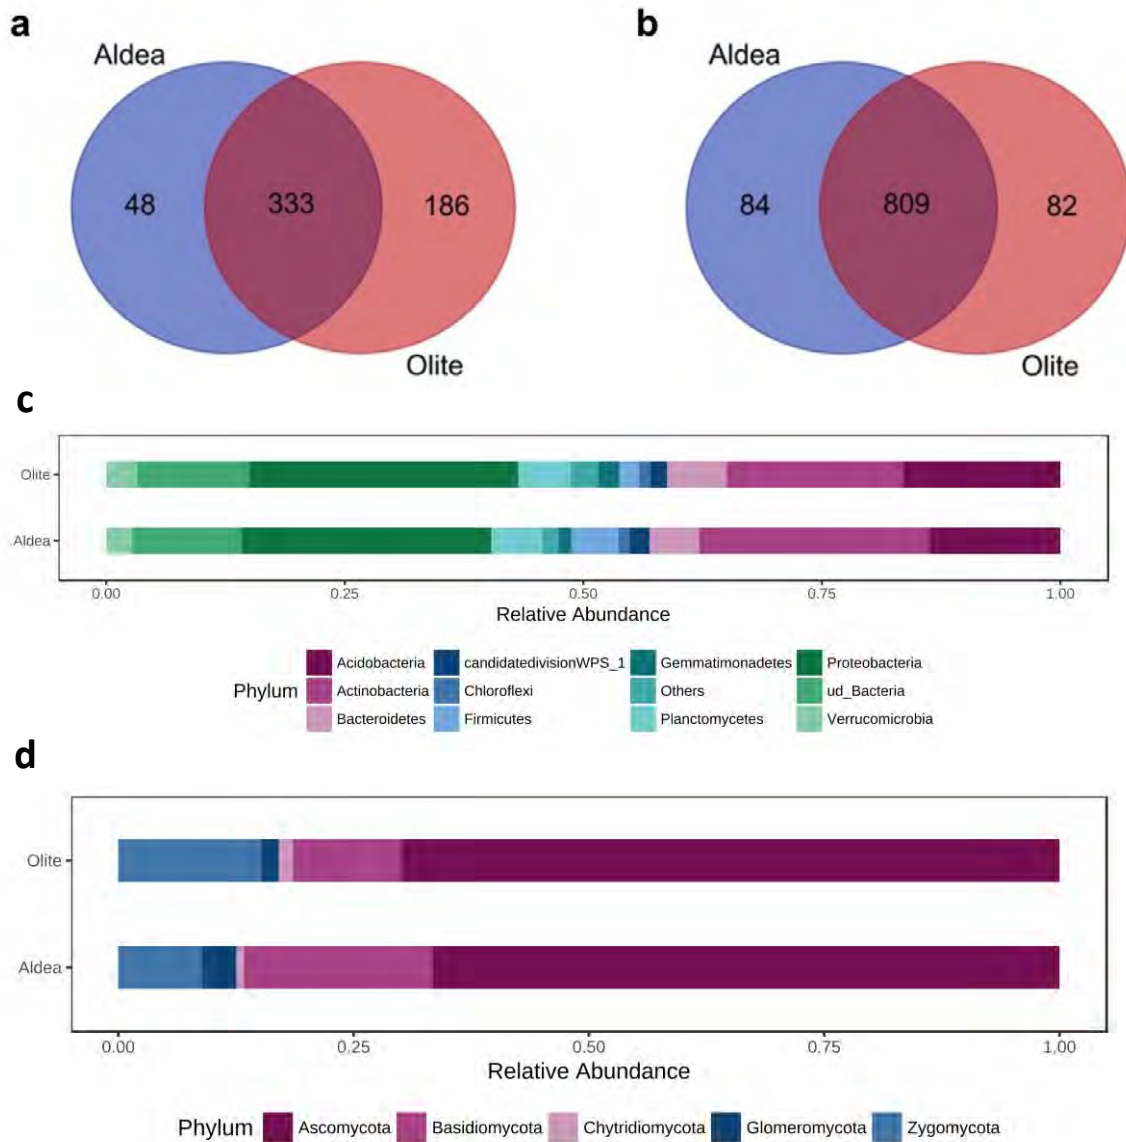 a
b
Aldea
Aldea
48
333
186
84
809
82
Olite
Olite
c
Olite
Aldea
0.00 0.25 0.50 0.75 1.00
Relative Abundance
Phylum
Acidobacteria candidatedivisionWPS_1 Gemmatimonadetes Proteobacteria
Actinobacteria Chloroflexi Others ud_Bacteria
Bacteroidetes Firmicutes Planctomycetes Verrucomicrobia
d
Olite
Aldea
0.00 0.25 0.50 0.75 1,00
Relative Abundance
Phylum Ascomycota Basidiomycota Chytridiomycota Glomeromycota Zygomycota